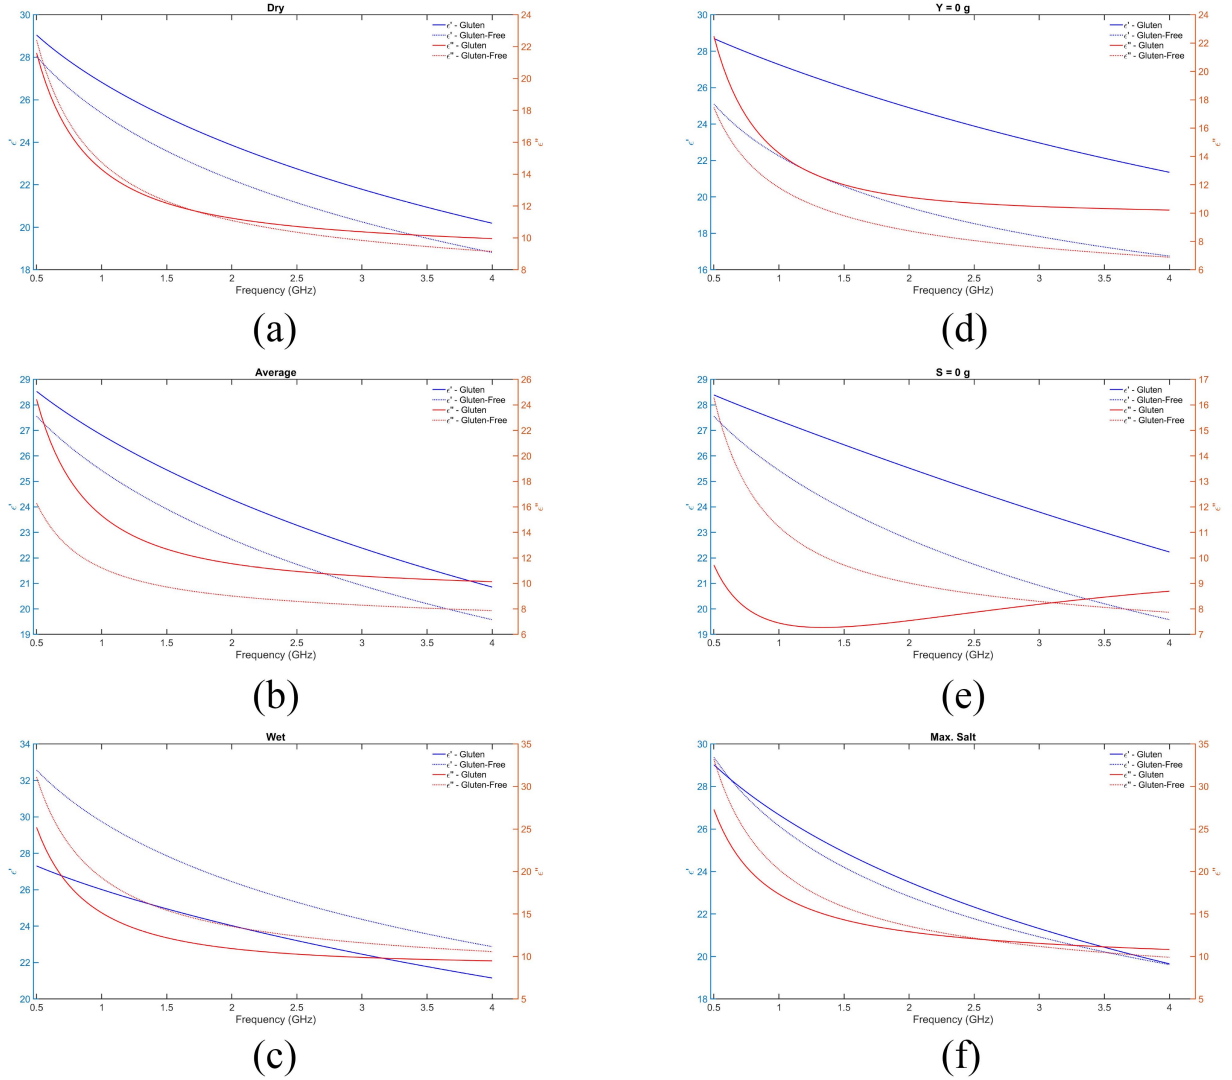 Dry
30
28
26
24
22
20
18
ε'
24
22
20
18
16
14
12
10
8
ε"
0.5 1 1.5 2 2.5 3 3.5 4
Frequency (GHz)
ε' - Gluten
ε' - Gluten-Free
ε" - Gluten
ε" - Gluten-Free
(a)
Y = 0 g
30
28
26
24
22
20
18
16
ε'
24
22
20
18
16
14
12
10
8
6
ε"
0.5 1 1.5 2 2.5 3 3.5 4
Frequency (GHz)
ε' - Gluten
ε' - Gluten-Free
ε" - Gluten
ε" - Gluten-Free
(d)
Average
29
28
27
26
25
24
23
22
21
20
19
ε'
26
24
22
20
18
16
14
12
10
8
6
ε"
0.5 1 1.5 2 2.5 3 3.5 4
Frequency (GHz)
ε' - Gluten
ε' - Gluten-Free
ε" - Gluten
ε" - Gluten-Free
(b)
S = 0 g
29
28
27
26
25
24
23
22
21
20
19
ε'
17
16
15
14
13
12
11
10
9
8
7
ε"
0.5 1 1.5 2 2.5 3 3.5 4
Frequency (GHz)
ε' - Gluten
ε' - Gluten-Free
ε" - Gluten
ε" - Gluten-Free
(e)
Wet
34
32
30
28
26
24
22
20
ε'
35
30
25
20
15
10
5
ε"
0.5 1 1.5 2 2.5 3 3.5 4
Frequency (GHz)
ε' - Gluten
ε' - Gluten-Free
ε" - Gluten
ε" - Gluten-Free
(c)
Max. Salt
30
28
26
24
22
20
18
ε'
35
30
25
20
15
10
5
ε"
0.5 1 1.5 2 2.5 3 3.5 4
Frequency (GHz)
ε' - Gluten
ε' - Gluten-Free
ε" - Gluten
ε" - Gluten-Free
(f)